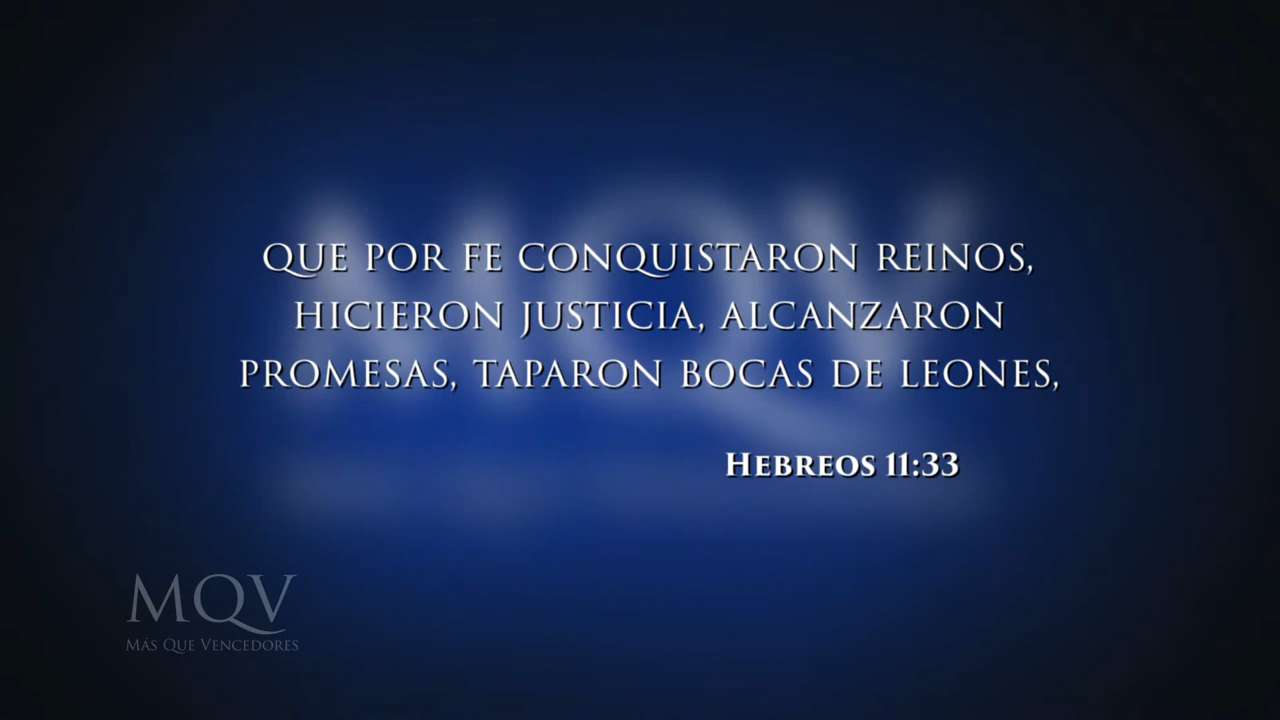 QUE POR FE CONQUISTARON REINOS,
HICIERON JUSTICIA, ALCANZARON
PROMESAS, TAPARON BOCAS DE LEONES,
HEBREOS 11:33
MQV
MÁS QUE VENCEDORES